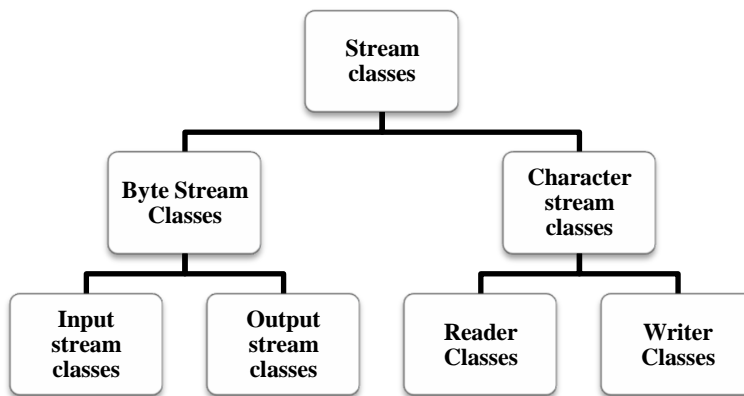 Stream
classes
Byte Stream
Classes
Character
stream
classes
Input
stream
classes
Output
stream
classes
Reader
Classes
Writer
Classes